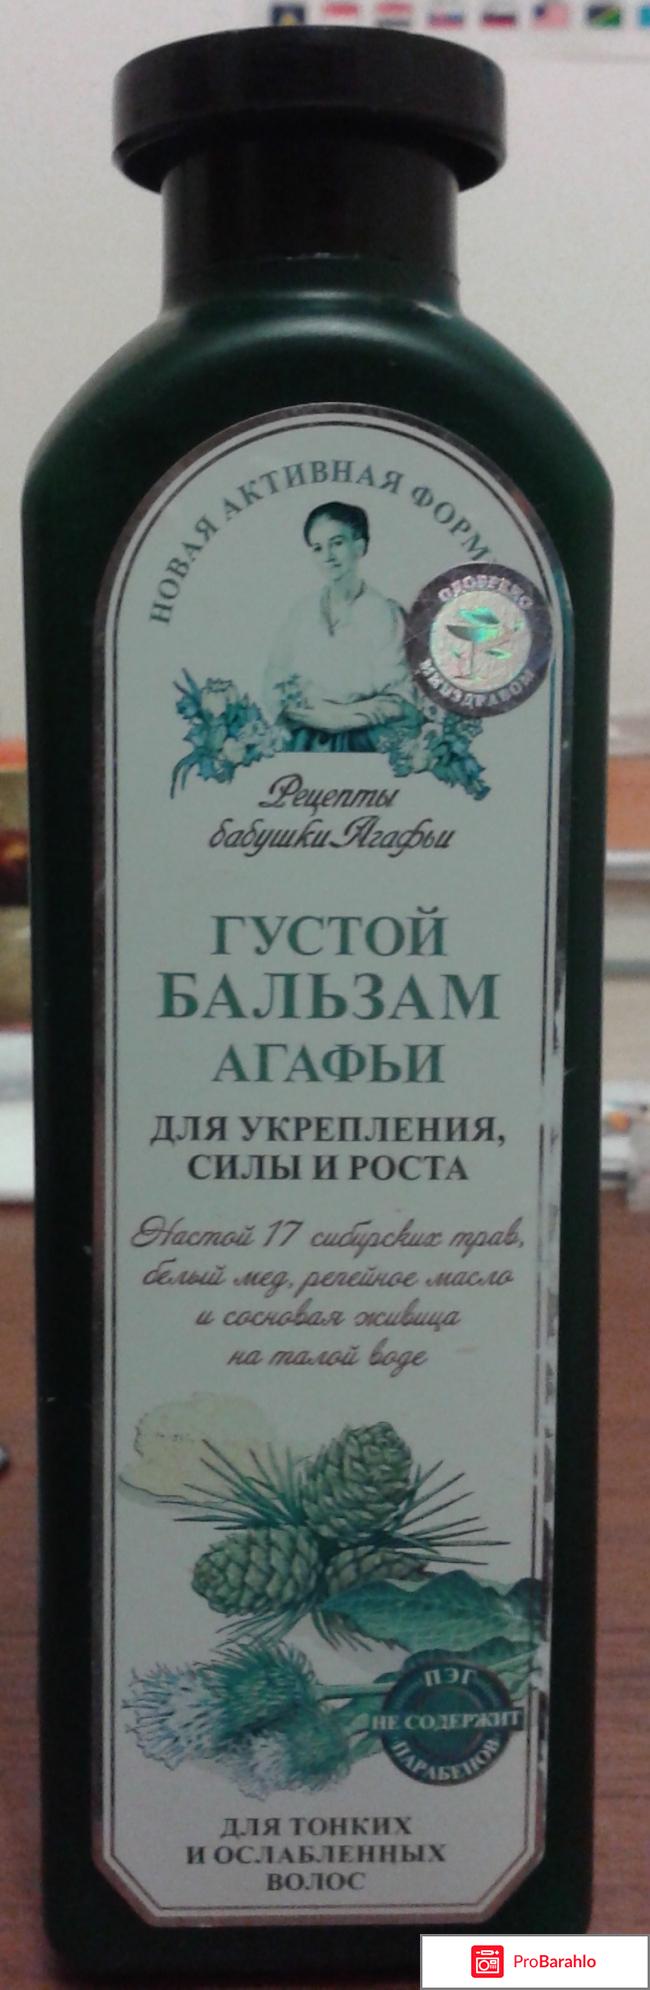 НОВАЯ АКТИВНАЯ ФОРМ
ОДОБРЕНО
МИНЗДРАВОМ
Рецепты
бабушки Агафьи
ГУСТОЙ
БАЛЬЗАМ
АГАФЬИ
ДЛЯ УКРЕПЛЕНИЯ,
СИЛЫ И РОСТА
Настой 17 сибирских трав,
белый мед, репейное масло
и сосновая живица
на талой воде
ПЭГ
НЕ СОДЕРЖИТ
ПАРАБЕНОВ
ДЛЯ ТОНКИХ
И ОСЛАБЛЕННЫХ
ВОЛОС
ProBarahlo